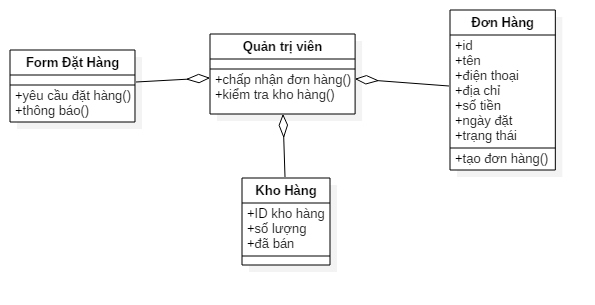 Form Đặt Hàng
+yêu cầu đặt hàng()
+thông báo()
Quản trị viên
+chấp nhận đơn hàng()
+kiểm tra kho hàng()
Đơn Hàng
+id
+tên
+điện thoại
+địa chỉ
+số tiền
+ngày đặt
+trạng thái
+tạo đơn hàng()
Kho Hàng
+ID kho hàng
+số lượng
+đã bán